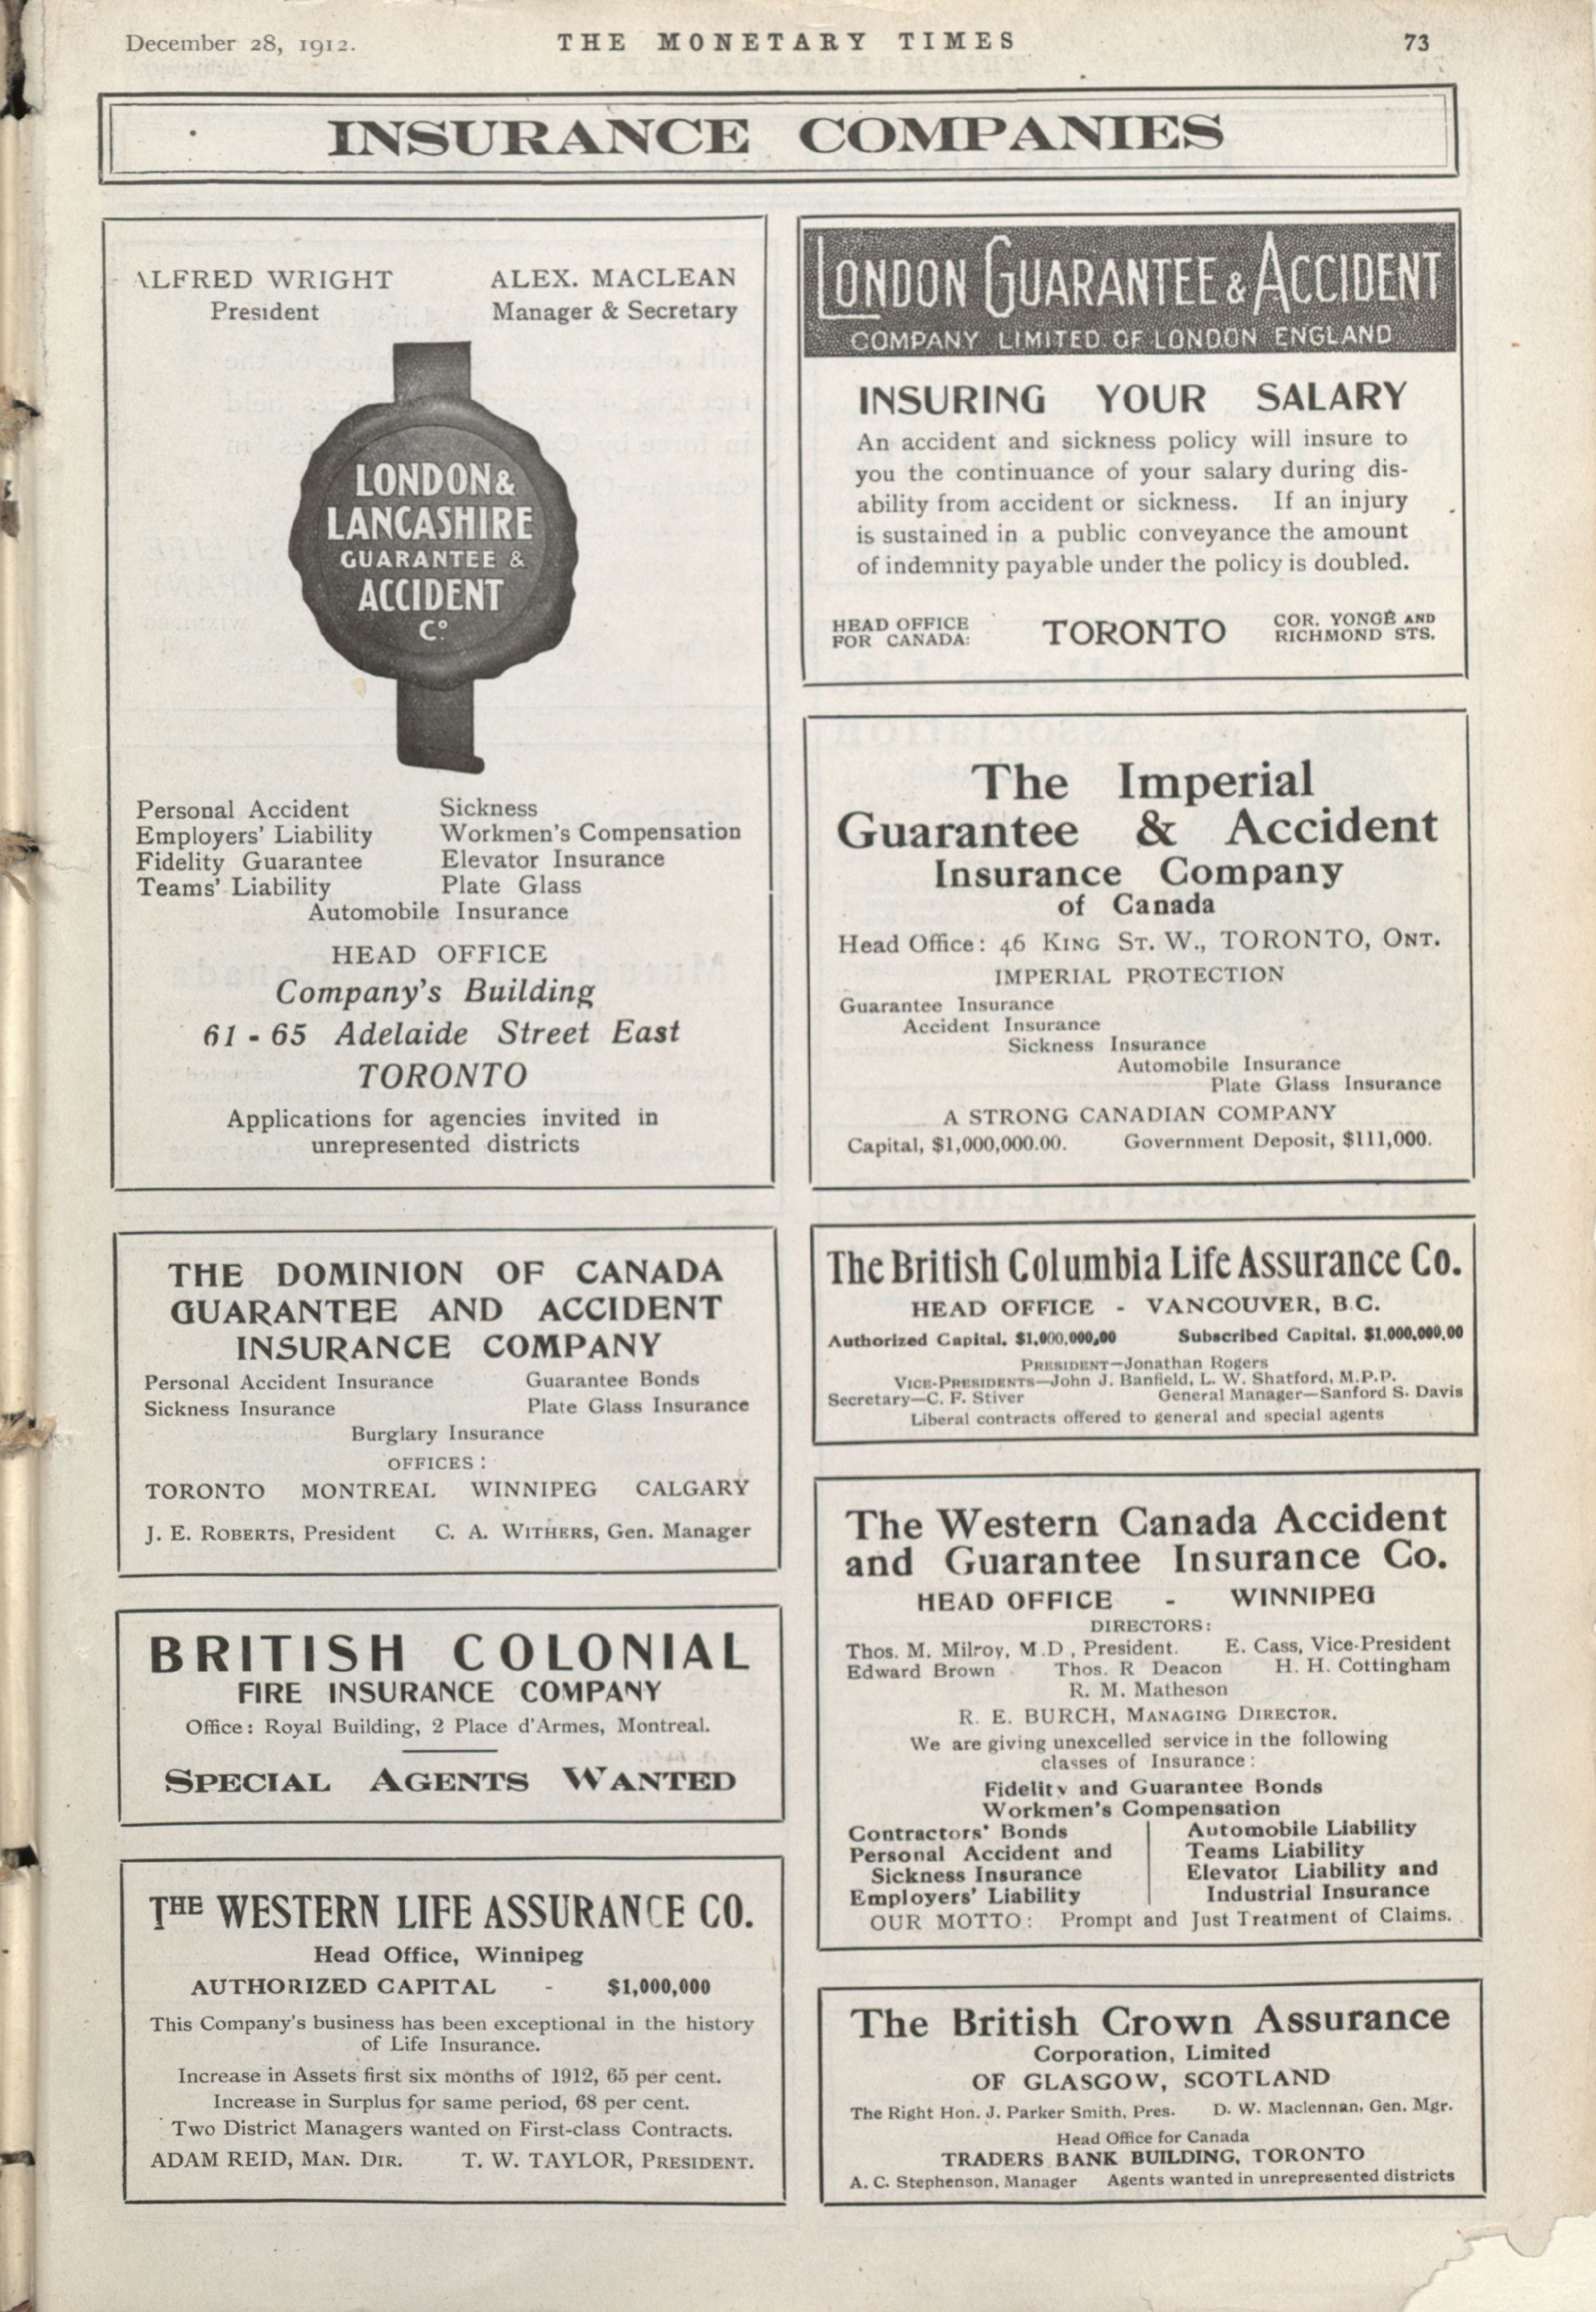 December 28, 1912.
THE MONETARY TIMES
73
INSURANCE COMPANIES
ALFRED WRIGHT
President
ALEX. MACLEAN
Manager & Secretary
LONDON &
LANCASHIRE
GUARANTEE &
ACCIDENT
Co.
Personal Accident Sickness
Employers' Liability Workmen's Compensation
Fidelity Guarantee Elevator Insurance
Teams' Liability Plate Glass
Automobile Insurance
HEAD OFFICE
Company's Building
61 - 65 Adelaide Street East
TORONTO
Applications for agencies invited in
unrepresented districts
THE DOMINION OF CANADA
GUARANTEE AND ACCIDENT
INSURANCE COMPANY
Personal Accident Insurance Guarantee Bonds
Sickness Insurance Plate Glass Insurance
Burglary Insurance
OFFICES:
TORONTO MONTREAL WINNIPEG CALGARY
J. E. ROBERTS, President C. A. WITHERS, Gen. Manager
BRITISH COLONIAL
FIRE INSURANCE COMPANY
Office: Royal Building, 2 Place d'Armes, Montreal.
SPECIAL AGENTS WANTED
THE WESTERN LIFE ASSURANCE CO.
Head Office, Winnipeg
AUTHORIZED CAPITAL - $1,000,000
This Company's business has been exceptional in the history
of Life Insurance.
Increase in Assets first six months of 1912, 65 per cent.
Increase in Surplus for same period, 68 per cent.
Two District Managers wanted on First-class Contracts.
ADAM REID, MAN. DIR. T. W. TAYLOR, PRESIDENT.
LONDON GUARANTEE & ACCIDENT
COMPANY LIMITED OF LONDON ENGLAND
INSURING YOUR SALARY
An accident and sickness policy will insure to
you the continuance of your salary during dis-
ability from accident or sickness. If an injury
is sustained in a public conveyance the amount
of indemnity payable under the policy is doubled.
HEAD OFFICE
FOR CANADA:
TORONTO
COR. YONGE AND
RICHMOND STS.
The Imperial
Guarantee & Accident
Insurance Company
of Canada
Head Office: 46 KING ST. W., TORONTO, ONT.
IMPERIAL PROTECTION
Guarantee Insurance
Accident Insurance
Sickness Insurance
Automobile Insurance
Plate Glass Insurance
A STRONG CANADIAN COMPANY
Capital, $1,000,000.00. Government Deposit, $111,000.
The British Columbia Life Assurance Co.
HEAD OFFICE - VANCOUVER, B.C.
Authorized Capital, $1,000,000,00 Subscribed Capital, $1,000,000,00
PRESIDENT—Jonathan Rogers
VICE-PRESIDENTS—John J. Banfield, L. W. Shatford, M.P.P.
Secretary—C. F. Stiver General Manager—Sanford S. Davis
Liberal contracts offered to general and special agents
The Western Canada Accident
and Guarantee Insurance Co.
HEAD OFFICE - WINNIPEG
DIRECTORS:
Thos. M. Milroy, M.D , President. E. Cass, Vice-President
Edward Brown Thos. R Deacon H. H. Cottingham
R. M. Matheson
R. E. BURCH, MANAGING DIRECTOR.
We are giving unexcelled service in the following
classes of Insurance:
Fidelity and Guarantee Bonds
Workmen's Compensation
Contractors' Bonds
Personal Accident and
Sickness Insurance
Employers' Liability
Automobile Liability
Teams Liability
Elevator Liability and
Industrial Insurance
OUR MOTTO: Prompt and Just Treatment of Claims.
The British Crown Assurance
Corporation, Limited
OF GLASGOW, SCOTLAND
The Right Hon. J. Parker Smith, Pres. D. W. Maclennan, Gen. Mgr.
Head Office for Canada
TRADERS BANK BUILDING, TORONTO
A. C. Stephenson, Manager Agents wanted in unrepresented districts